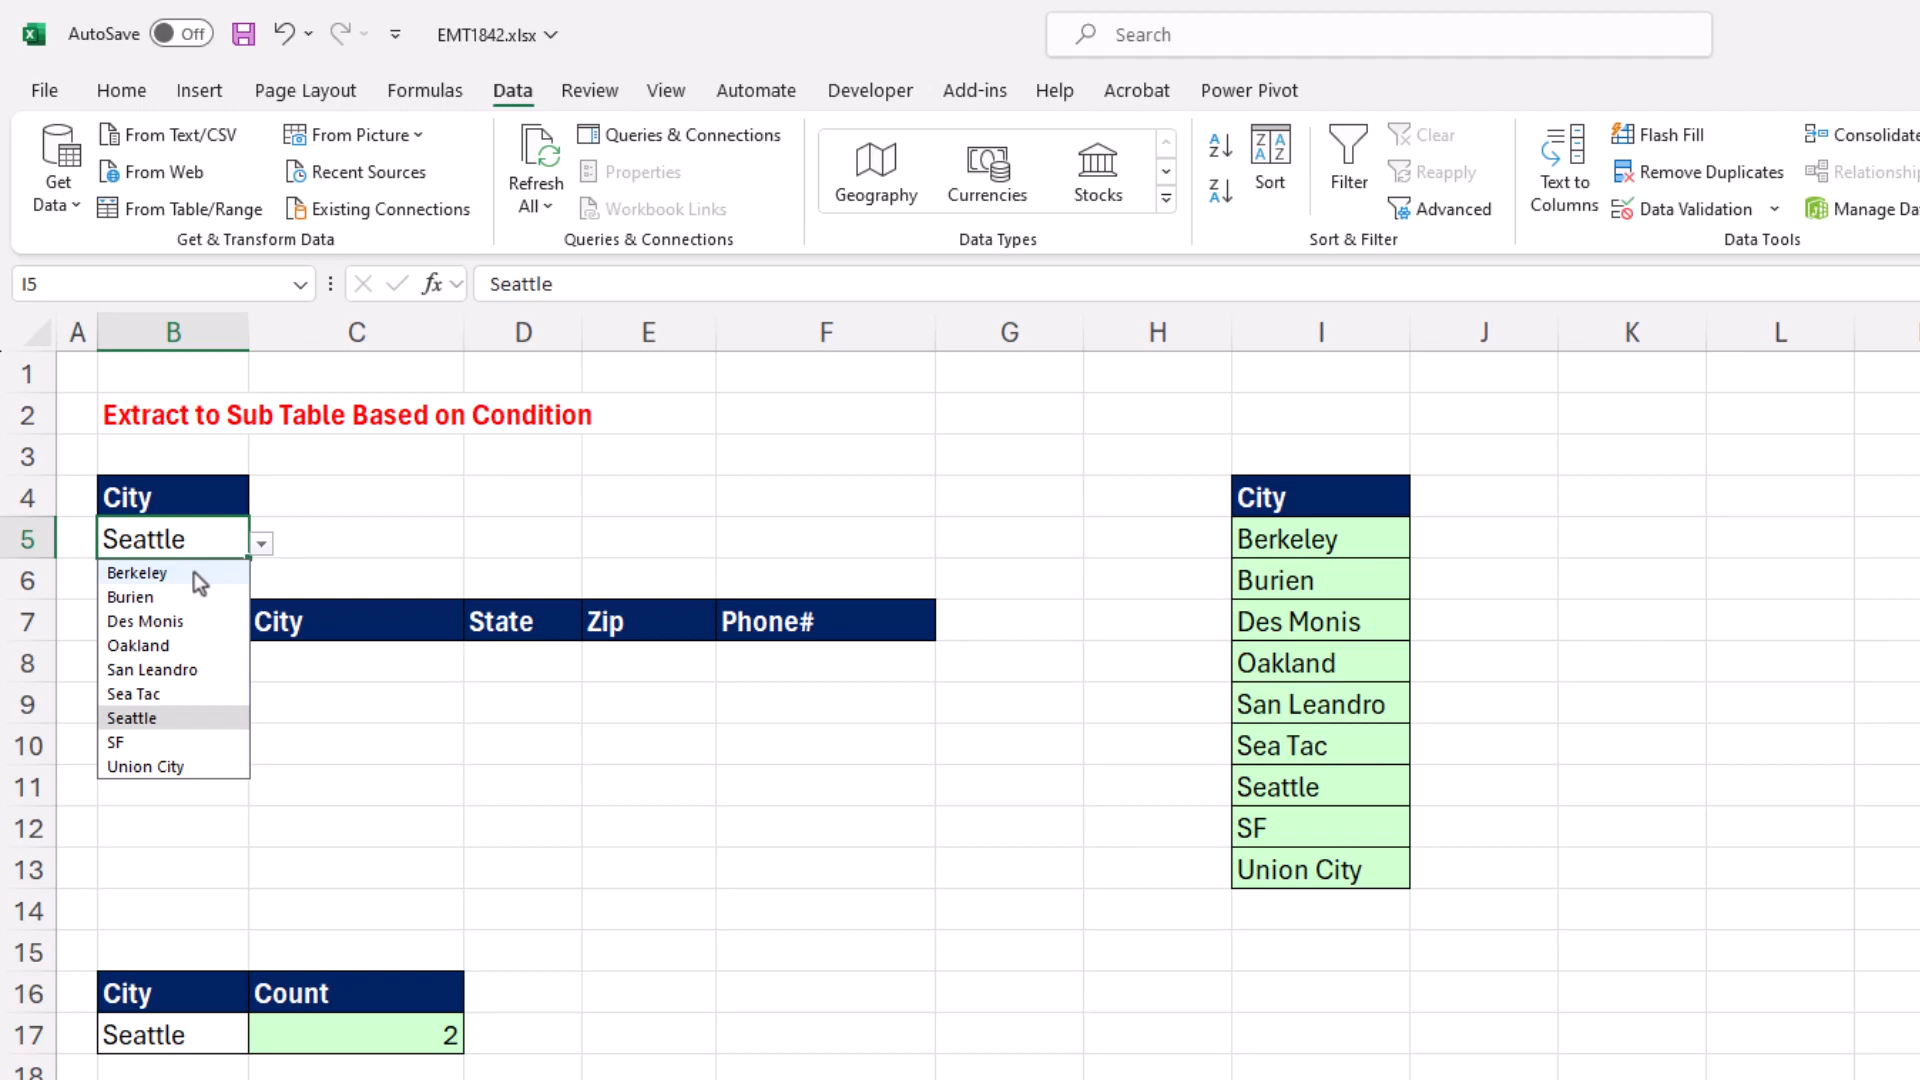 AutoSave Off EMT1842.xlsx Search
File Home Insert Page Layout Formulas Data Review View Automate Developer Add-ins Help Acrobat Power Pivot
Get Data
From Text/CSV
From Web
From Table/Range
From Picture
Recent Sources
Existing Connections
Get & Transform Data
Refresh All
Queries & Connections
Properties
Workbook Links
Queries & Connections
Geography Currencies Stocks
Data Types
Sort
Filter
Clear
Reapply
Advanced
Sort & Filter
Text to Columns
Flash Fill
Remove Duplicates
Data Validation
Consolidate
Relationship
Manage Da
Data Tools
I5 fx Seattle
A B C D E F G H I J K L
1
2 Extract to Sub Table Based on Condition
3
4 City City
5 Seattle Berkeley
6 Burien
7 City State Zip Phone# Des Monis
8 Oakland
9 San Leandro
10 Sea Tac
11 Seattle
12 SF
13 Union City
Berkeley
Burien
Des Monis
Oakland
San Leandro
Sea Tac
Seattle
SF
Union City
14
15
16 City Count
17 Seattle 2
18